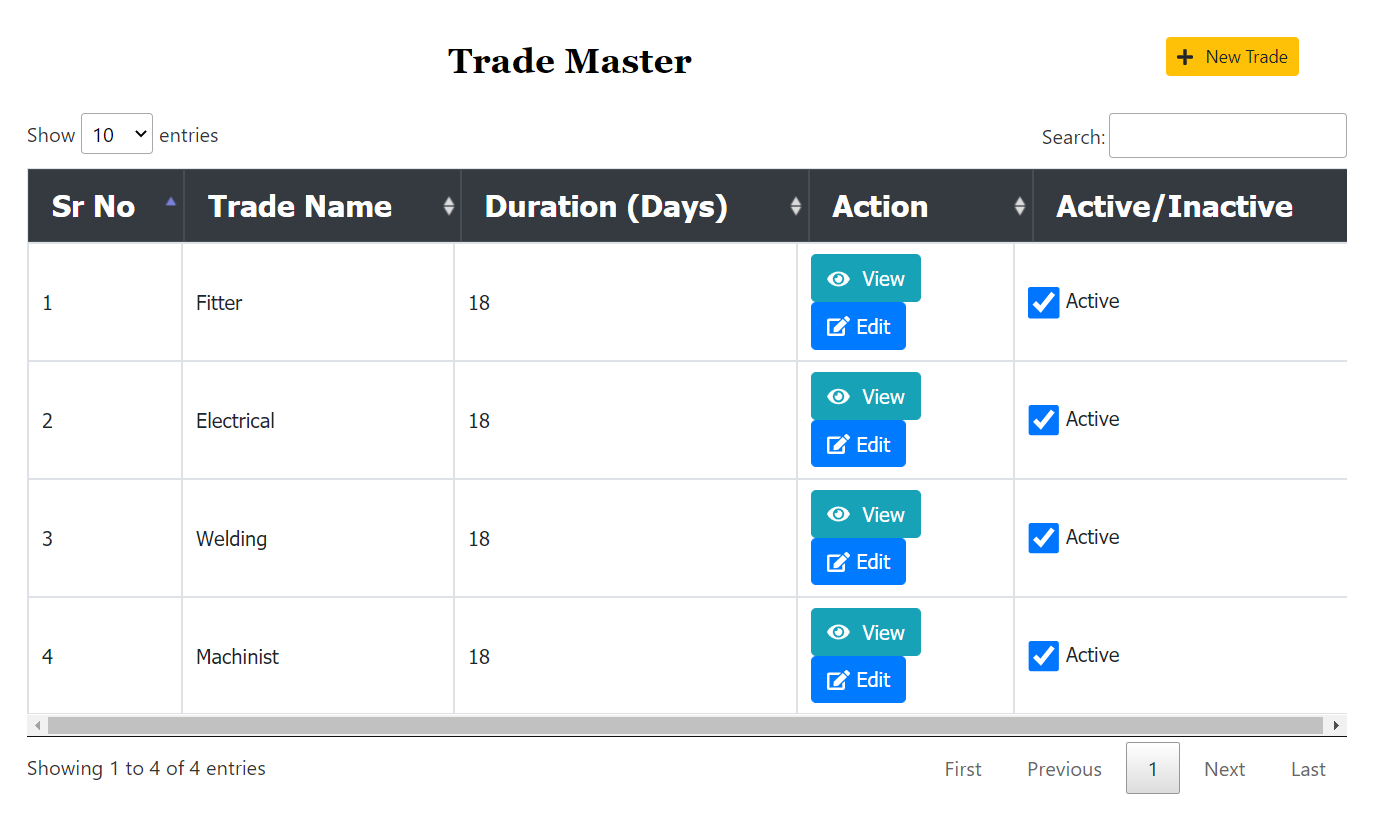 Trade Master
New Trade
Show 10 entries
Search:
Sr No Trade Name Duration (Days) Action Active/Inactive
1 Fitter 18 View Edit Active
2 Electrical 18 View Edit Active
3 Welding 18 View Edit Active
4 Machinist 18 View Edit Active
Showing 1 to 4 of 4 entries
First Previous 1 Next Last